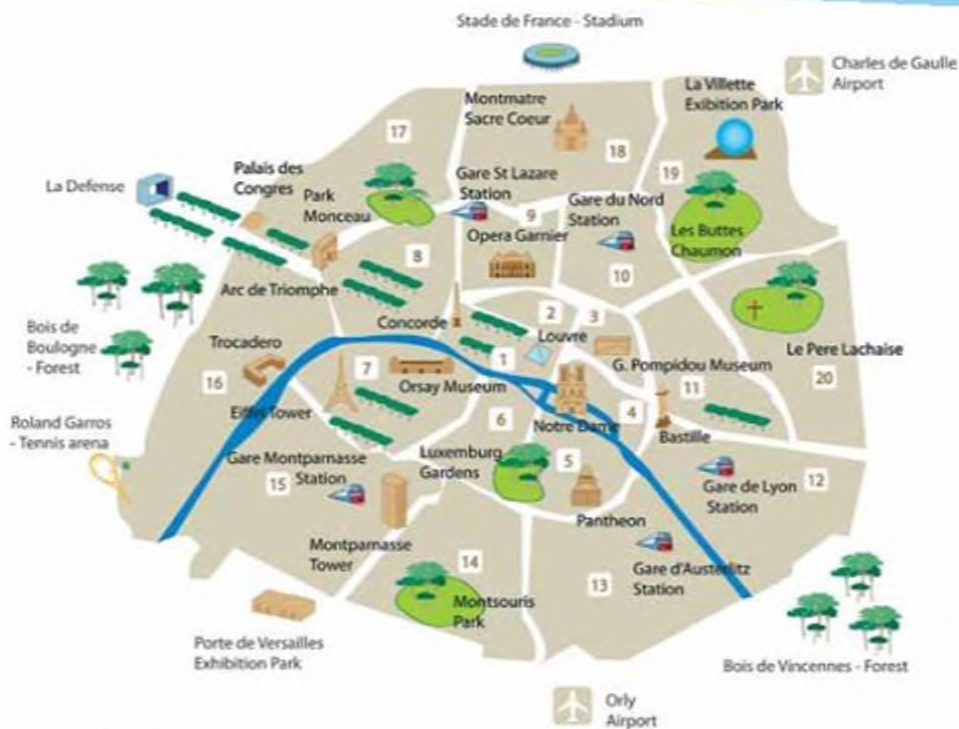 Stade de France - Stadium
Charles de Gaulle
Airport
La Villette
Exibition Park
Montmatre
Sacre Coeur
17
18
19
La Defense
Palais des
Congres
Park
Monceau
Gare St Lazare
Station
9
Gare du Nord
Station
Opera Garnier
Les Buttes
Chaumon
8
10
Arc de Triomphe
Concorde
2
3
Louvre
Bois de
Boulogne
- Forest
Trocadero
16
7
1
Orsay Museum
G. Pompidou Museum
Le Pere Lachaise
20
11
Eiffel Tower
6
Notre Dame
4
Bastille
Roland Garros
- Tennis arena
Gare Montparnasse
Station
15
Luxemburg
Gardens
5
Gare de Lyon
Station
12
Pantheon
Montparnasse
Tower
14
13
Gare d'Austerlitz
Station
Montsouris
Park
Porte de Versailles
Exhibition Park
Bois de Vincennes - Forest
Orly
Airport